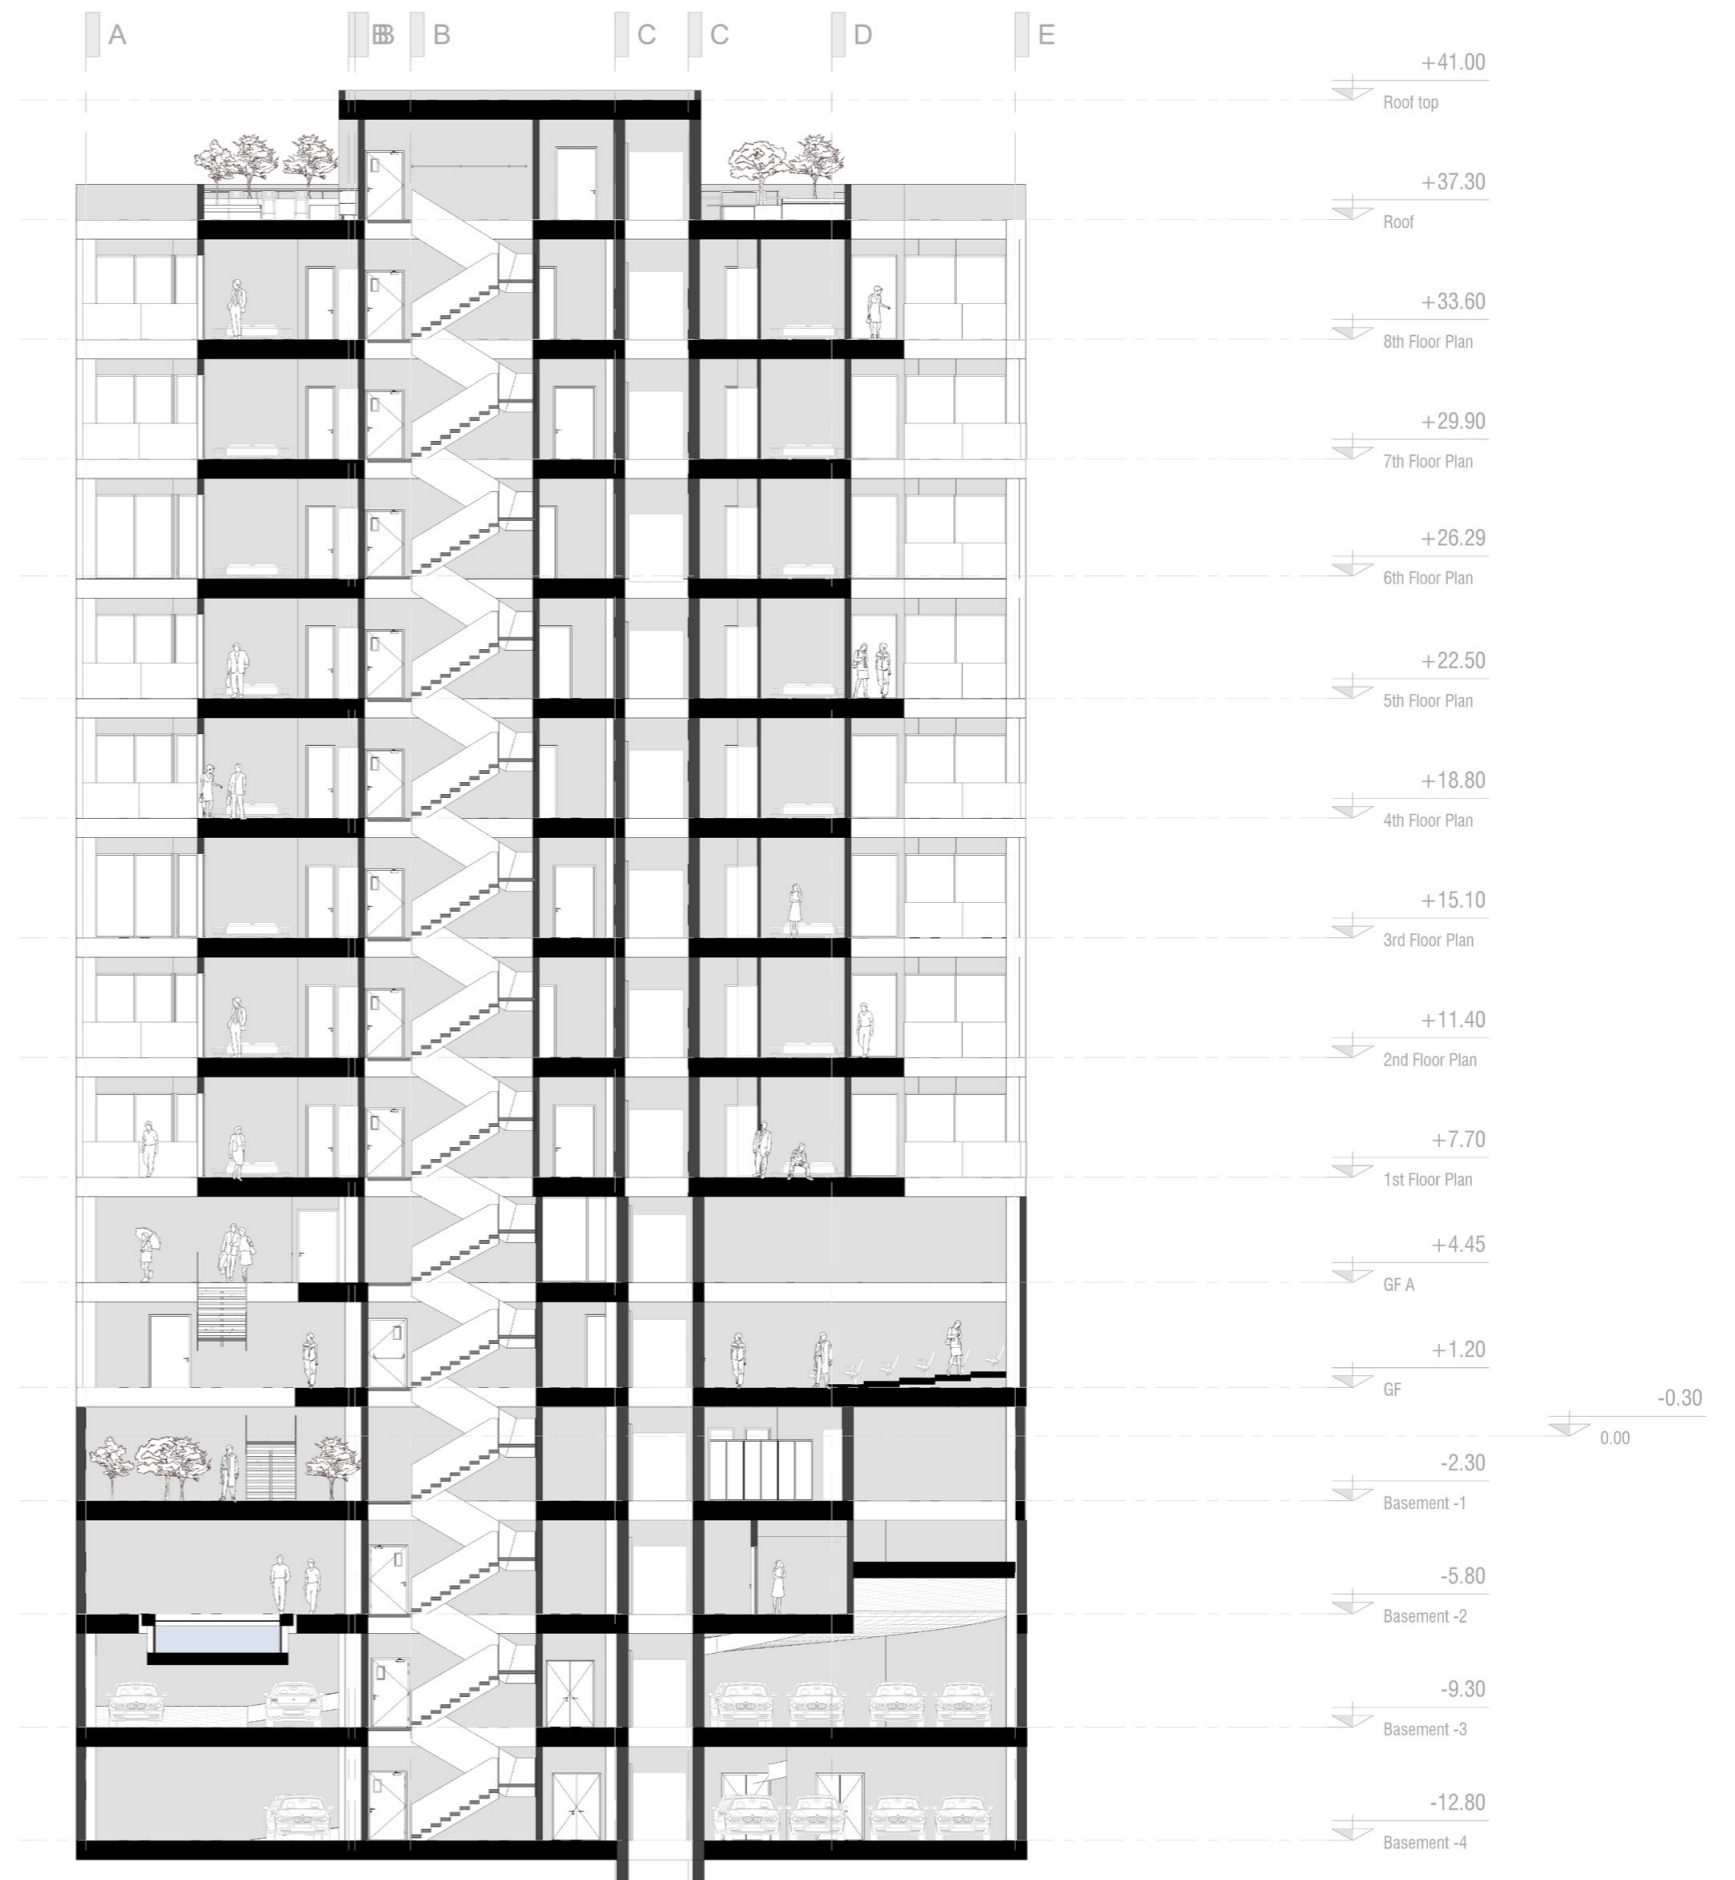 A
B
B
B
C
C
D
E
+41.00
Roof top
+37.30
Roof
+33.60
8th Floor Plan
+29.90
7th Floor Plan
+26.29
6th Floor Plan
+22.50
5th Floor Plan
+18.80
4th Floor Plan
+15.10
3rd Floor Plan
+11.40
2nd Floor Plan
+7.70
1st Floor Plan
+4.45
GF A
+1.20
GF
-0.30
0.00
-2.30
Basement -1
-5.80
Basement -2
-9.30
Basement -3
-12.80
Basement -4